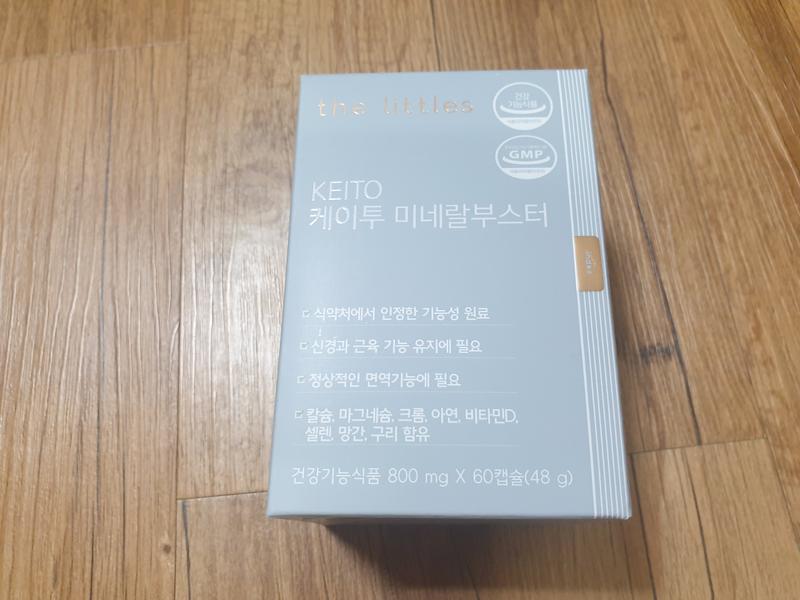 the littles
건강
기능식품
GMP
KEITO
케이투 미네랄부스터
식약처에서 인정한 기능성 원료
신경과 근육 기능 유지에 필요
정상적인 면역기능에 필요
칼슘, 마그네슘, 크롬, 아연, 비타민D,
셀렌, 망간, 구리 함유
건강기능식품 800 mg X 60캡슐(48 g)